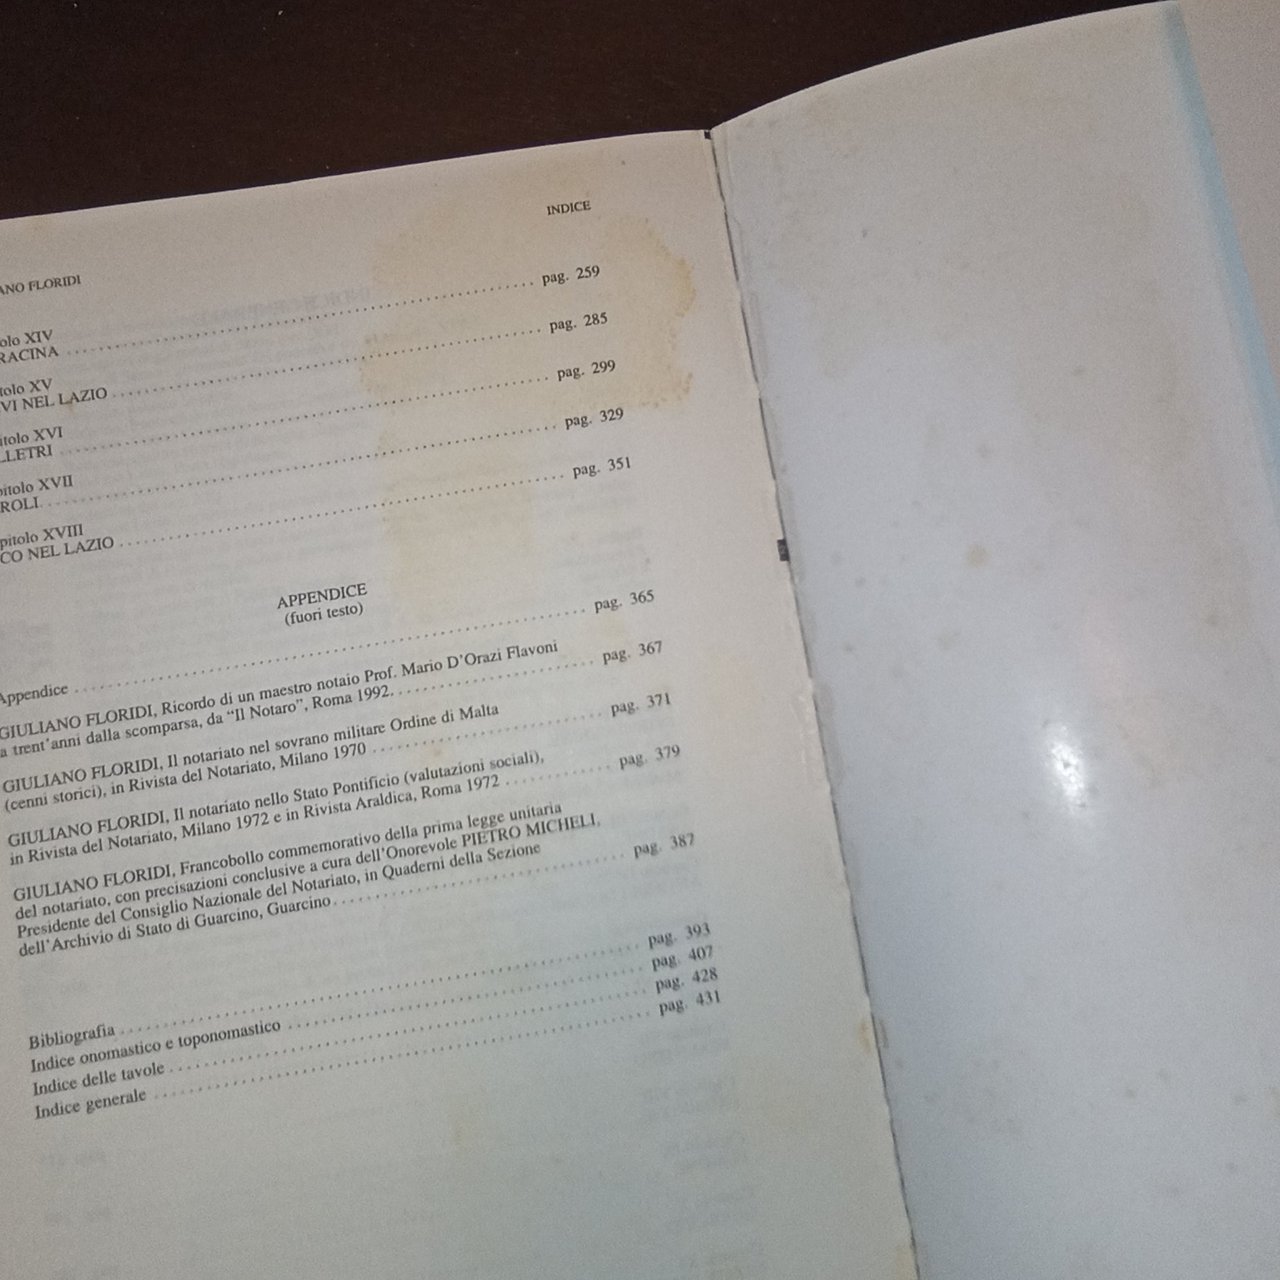 INDICE
ANO FLORIDI
olo XIV
RACINA pag. 259
tolo XV
VI NEL LAZIO pag. 285
itolo XVI
LLETRI pag. 299
pitolo XVII
ROLI pag. 329
pitolo XVIII
CO NEL LAZIO pag. 351
APPENDICE
(fuori testo)
Appendice pag. 365
GIULIANO FLORIDI, Ricordo di un maestro notaio Prof. Mario D'Orazi Flavoni
a trent'anni dalla scomparsa, da “Il Notaro”, Roma 1992. pag. 367
GIULIANO FLORIDI, Il notariato nel sovrano militare Ordine di Malta
(cenni storici), in Rivista del Notariato, Milano 1970 pag. 371
GIULIANO FLORIDI, Il notariato nello Stato Pontificio (valutazioni sociali),
in Rivista del Notariato, Milano 1972 e in Rivista Araldica, Roma 1972 pag. 379
GIULIANO FLORIDI, Francobollo commemorativo della prima legge unitaria
del notariato, con precisazioni conclusive a cura dell'Onorevole PIETRO MICHELI,
Presidente del Consiglio Nazionale del Notariato, in Quaderni della Sezione
dell'Archivio di Stato di Guarcino, Guarcino pag. 387
Bibliografia pag. 393
Indice onomastico e toponomastico pag. 407
Indice delle tavole pag. 428
Indice generale pag. 431